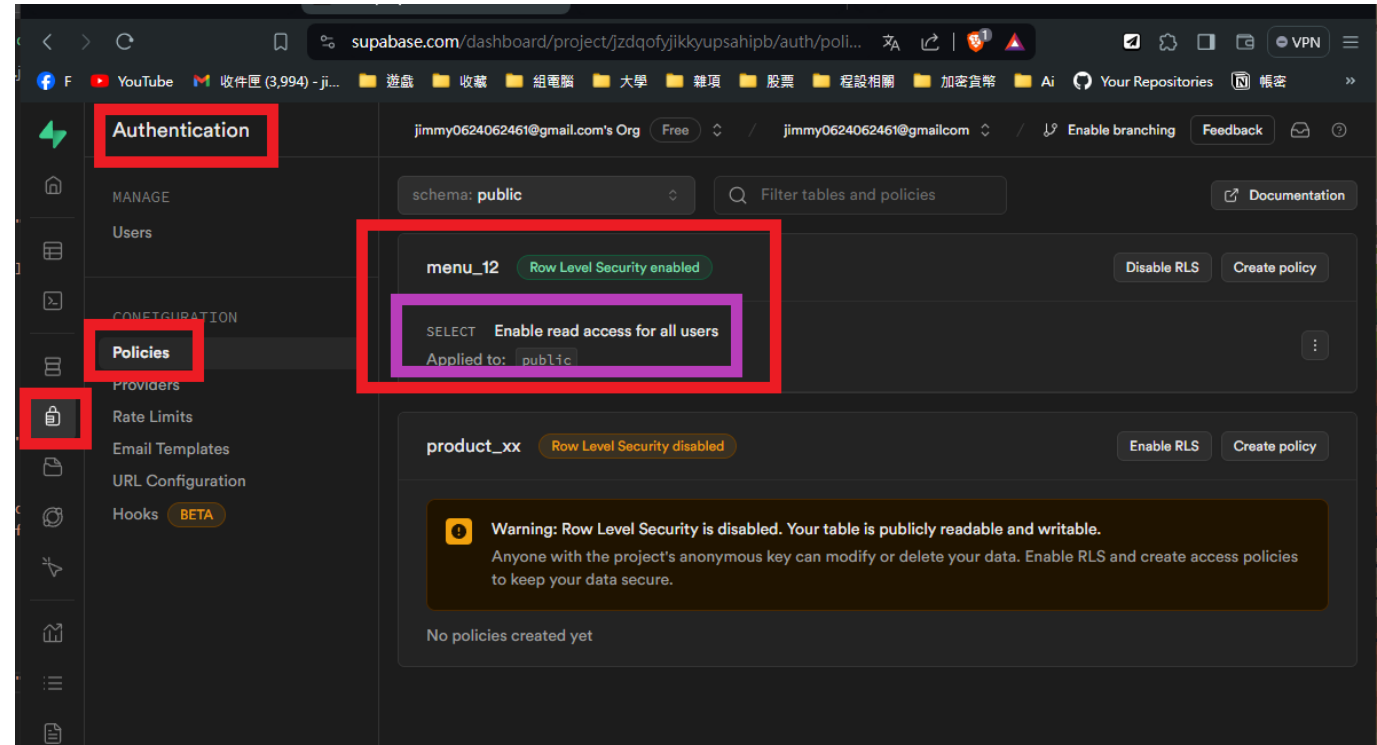 supabase.com/dashboard/project/jzdqofyjikkyupsahipb/auth/poli...
VPN
F
YouTube
收件匣 (3,994) - ji...
遊戲
收藏
組電腦
大學
雜項
股票
程設相關
加密貨幣
Ai
Your Repositories
帳密
»
Authentication
jimmy0624062461@gmail.com's Org
Free
/
jimmy0624062461@gmailcom
/
Enable branching
Feedback
MANAGE
Users
CONFIGURATION
Policies
Providers
Rate Limits
Email Templates
URL Configuration
Hooks BETA
schema: public
Filter tables and policies
Documentation
menu_12 Row Level Security enabled
Disable RLS
Create policy
SELECT Enable read access for all users
Applied to: public
product_xx Row Level Security disabled
Enable RLS
Create policy
Warning: Row Level Security is disabled. Your table is publicly readable and writable.
Anyone with the project's anonymous key can modify or delete your data. Enable RLS and create access policies
to keep your data secure.
No policies created yet